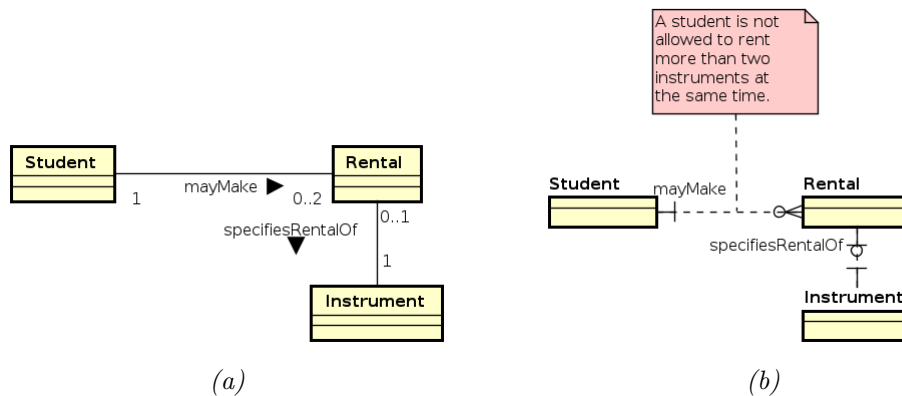 Student
Rental
mayMake
1
0..2
0..1
specifiesRentalOf
1
Instrument
(a)
A student is not
allowed to rent
more than two
instruments at
the same time.
Student
mayMake
Rental
specifiesRentalOf
Instrument
(b)